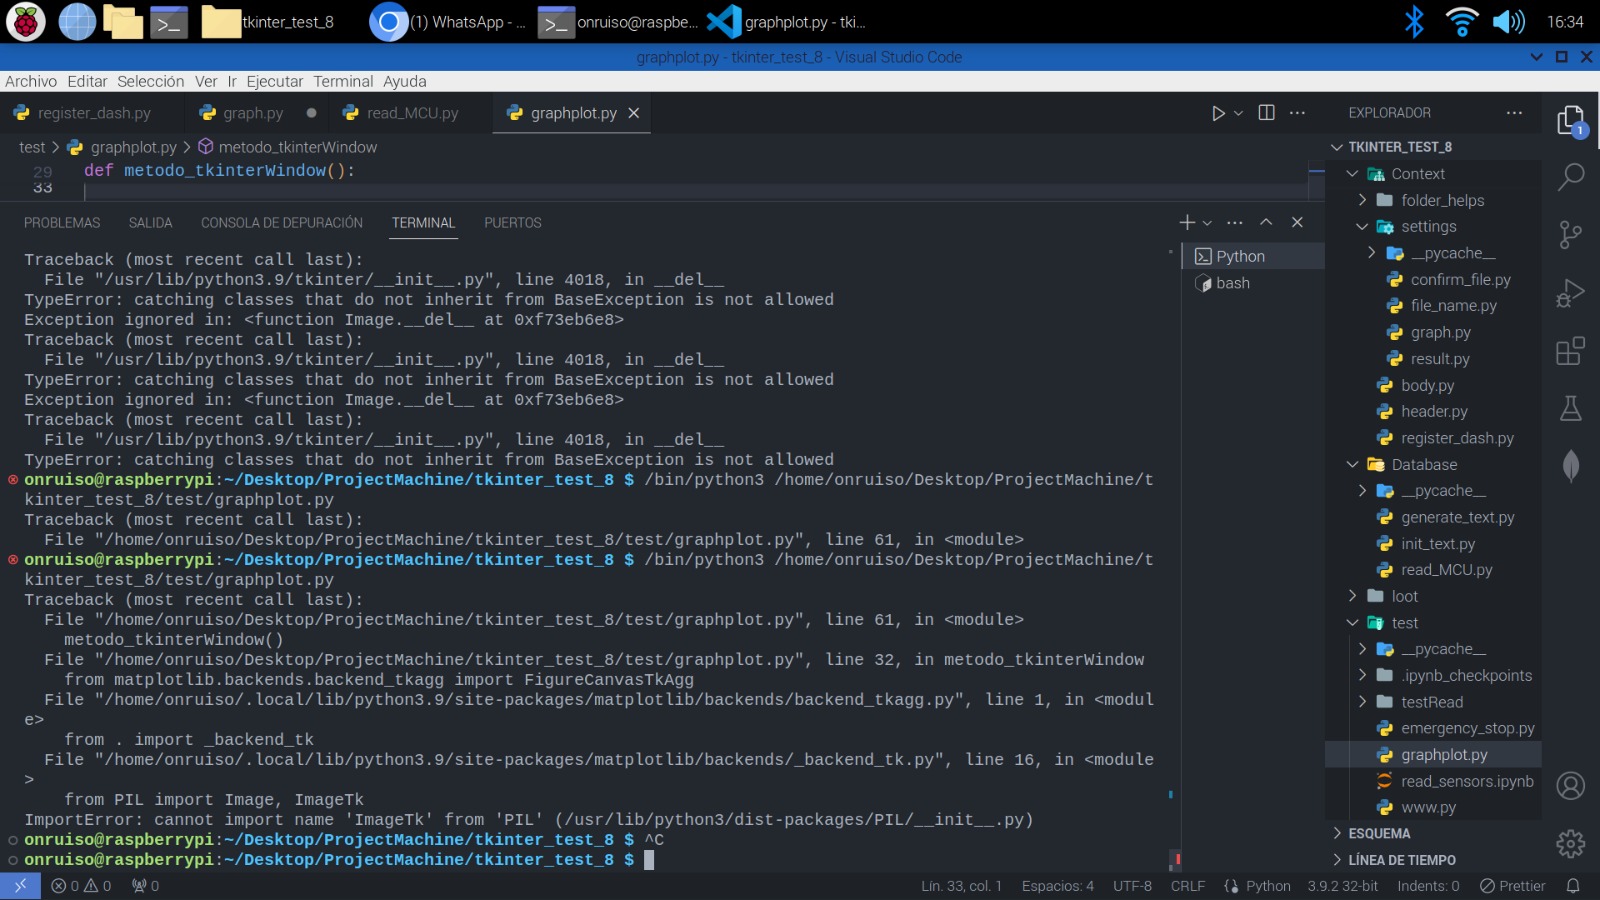 tkinter_test_8
(1) WhatsApp - ...
onruiso@raspbe...
graphplot.py - tki...
16:34
graphplot.py - tkinter_test_8 - Visual Studio Code
Archivo Editar Selección Ver Ir Ejecutar Terminal Ayuda
register_dash.py
graph.py
read_MCU.py
graphplot.py
test > graphplot.py > metodo_tkinterWindow
29 def metodo_tkinterWindow():
33
PROBLEMAS SALIDA CONSOLA DE DEPURACIÓN TERMINAL PUERTOS
Traceback (most recent call last):
File "/usr/lib/python3.9/tkinter/__init__.py", line 4018, in __del__
TypeError: catching classes that do not inherit from BaseException is not allowed
Exception ignored in: <function Image.__del__ at 0xf73eb6e8>
Traceback (most recent call last):
File "/usr/lib/python3.9/tkinter/__init__.py", line 4018, in __del__
TypeError: catching classes that do not inherit from BaseException is not allowed
Exception ignored in: <function Image.__del__ at 0xf73eb6e8>
Traceback (most recent call last):
File "/usr/lib/python3.9/tkinter/__init__.py", line 4018, in __del__
TypeError: catching classes that do not inherit from BaseException is not allowed
onruiso@raspberrypi:~/Desktop/ProjectMachine/tkinter_test_8 $ /bin/python3 /home/onruiso/Desktop/ProjectMachine/t
kinter_test_8/test/graphplot.py
Traceback (most recent call last):
File "/home/onruiso/Desktop/ProjectMachine/tkinter_test_8/test/graphplot.py", line 61, in <module>
onruiso@raspberrypi:~/Desktop/ProjectMachine/tkinter_test_8 $ /bin/python3 /home/onruiso/Desktop/ProjectMachine/t
kinter_test_8/test/graphplot.py
Traceback (most recent call last):
File "/home/onruiso/Desktop/ProjectMachine/tkinter_test_8/test/graphplot.py", line 61, in <module>
metodo_tkinterWindow()
File "/home/onruiso/Desktop/ProjectMachine/tkinter_test_8/test/graphplot.py", line 32, in metodo_tkinterWindow
from matplotlib.backends.backend_tkagg import FigureCanvasTkAgg
File "/home/onruiso/.local/lib/python3.9/site-packages/matplotlib/backends/backend_tkagg.py", line 1, in <modul
e>
from . import _backend_tk
File "/home/onruiso/.local/lib/python3.9/site-packages/matplotlib/backends/_backend_tk.py", line 16, in <module
>
from PIL import Image, ImageTk
ImportError: cannot import name 'ImageTk' from 'PIL' (/usr/lib/python3/dist-packages/PIL/__init__.py)
onruiso@raspberrypi:~/Desktop/ProjectMachine/tkinter_test_8 $ ^C
onruiso@raspberrypi:~/Desktop/ProjectMachine/tkinter_test_8 $
Python
bash
EXPLORADOR
1
TKINTER_TEST_8
Context
folder_helps
settings
__pycache__
confirm_file.py
file_name.py
graph.py
result.py
body.py
header.py
register_dash.py
Database
__pycache__
generate_text.py
init_text.py
read_MCU.py
loot
test
__pycache__
.ipynb_checkpoints
testRead
emergency_stop.py
graphplot.py
read_sensors.ipynb
www.py
ESQUEMA
LÍNEA DE TIEMPO
0 0 0
Lín. 33, col. 1 Espacios: 4 UTF-8 CRLF Python 3.9.2 32-bit Indents: 0 Prettier